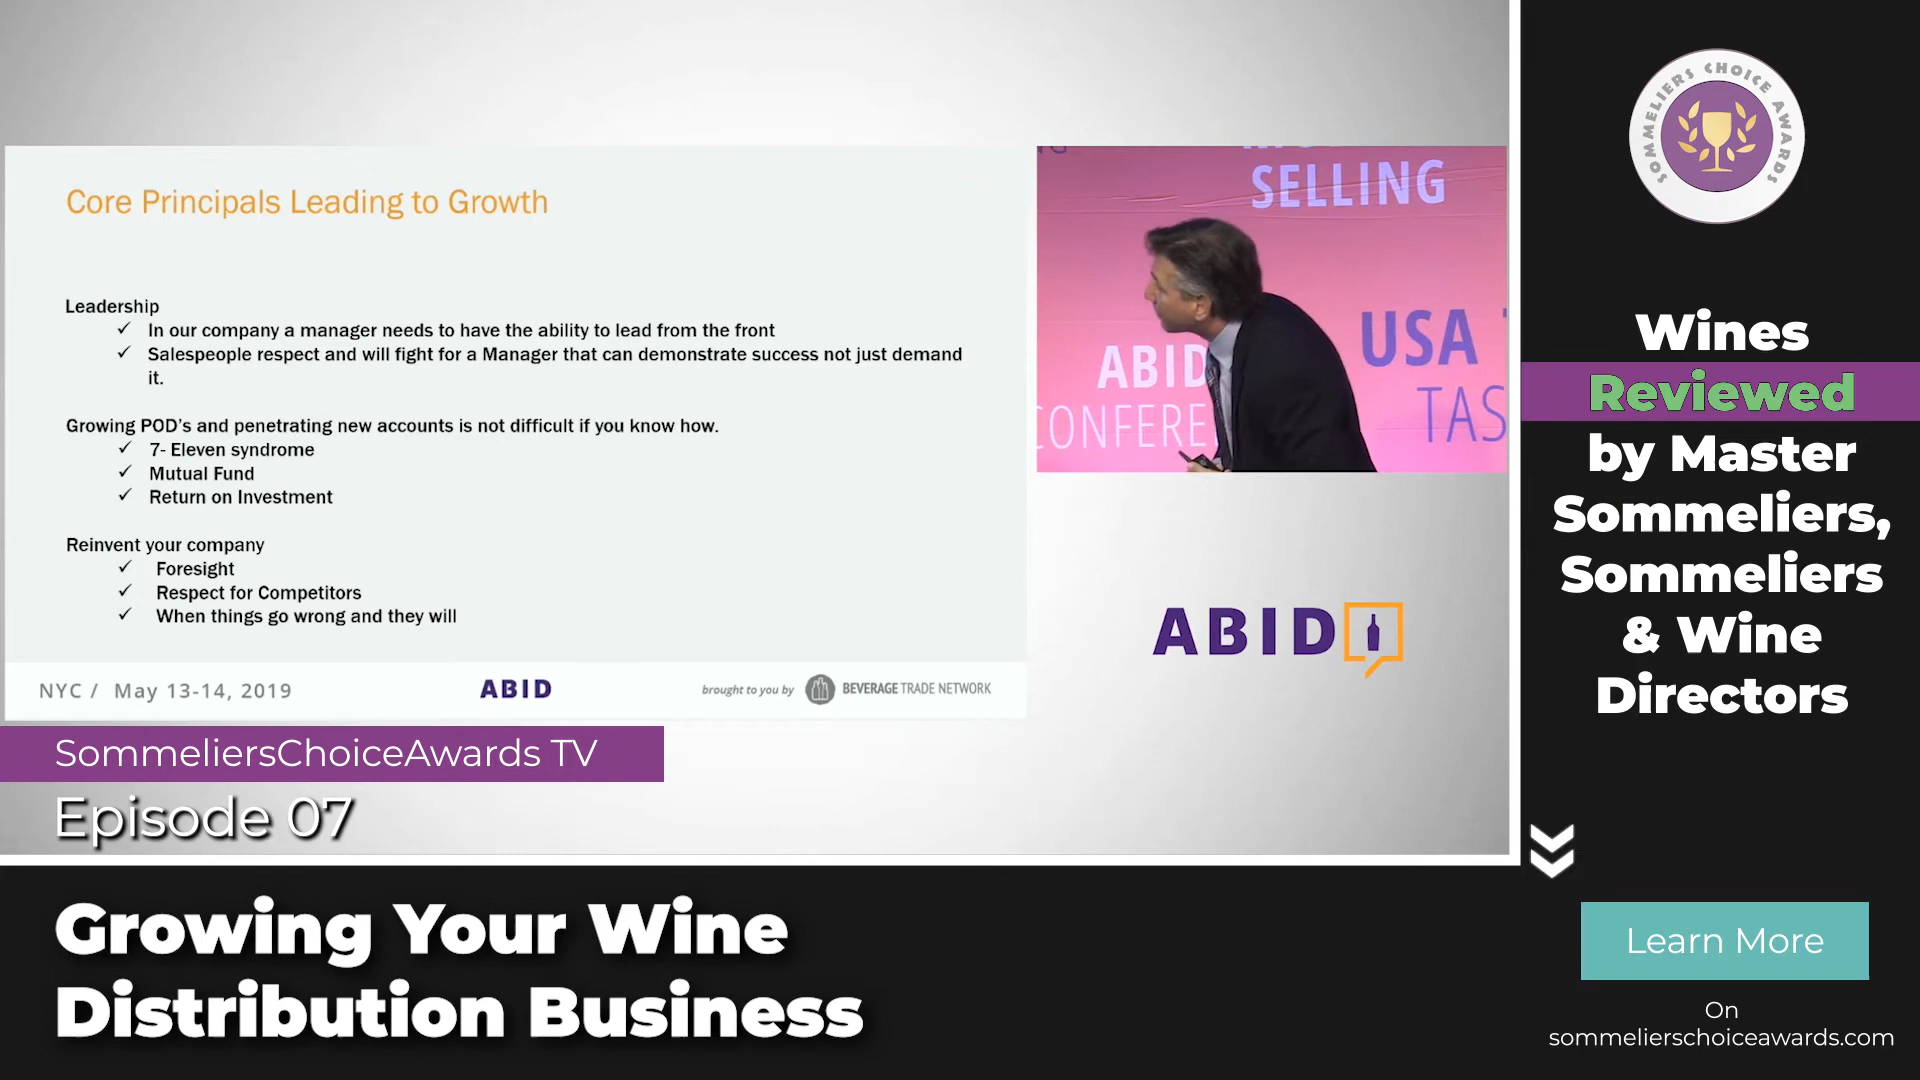 Core Principals Leading to Growth
Leadership
✓ In our company a manager needs to have the ability to lead from the front
✓ Salespeople respect and will fight for a Manager that can demonstrate success not just demand
it.
Growing POD's and penetrating new accounts is not difficult if you know how.
✓ 7- Eleven syndrome
✓ Mutual Fund
✓ Return on Investment
Reinvent your company
✓ Foresight
✓ Respect for Competitors
✓ When things go wrong and they will
NYC / May 13-14, 2019
ABID
brought to you by
BEVERAGE TRADE NETWORK
SELLING
USA
ABID
TAS
CONFERE
ABID
SommeliersChoiceAwards TV
Episode 07
Growing Your Wine
Distribution Business
SOMMELIERS CHOICE AWARDS
Wines
Reviewed
by Master
Sommeliers,
Sommeliers
& Wine
Directors
Learn More
On
sommelierschoiceawards.com